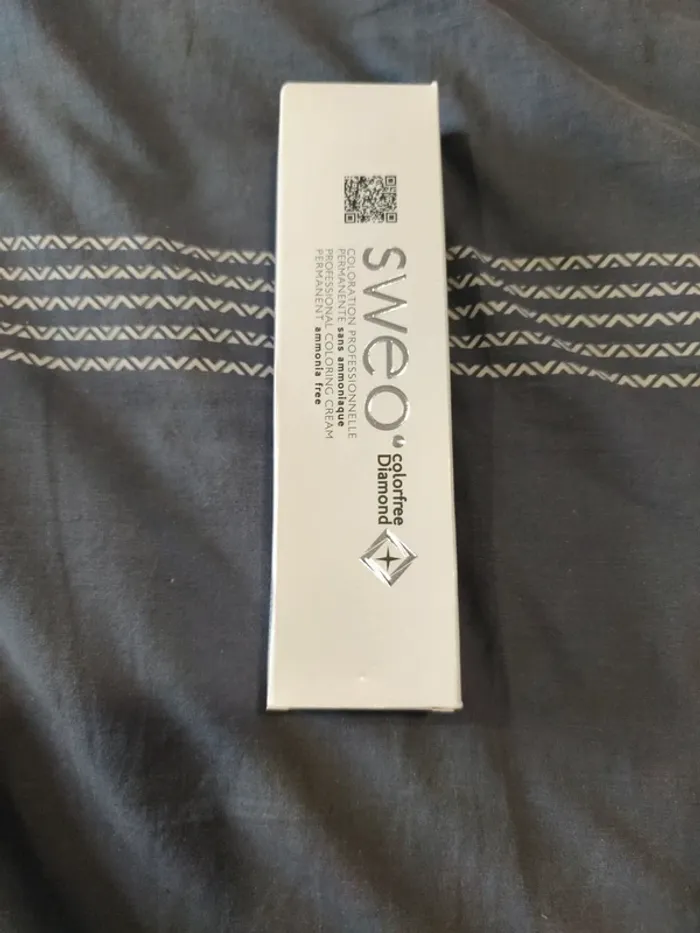 sweo
colorfree
Diamond
COLORATION PROFESSIONNELLE
PERMANENTE sans ammoniaque
PROFESSIONAL COLORING CREAM
PERMANENT ammonia free